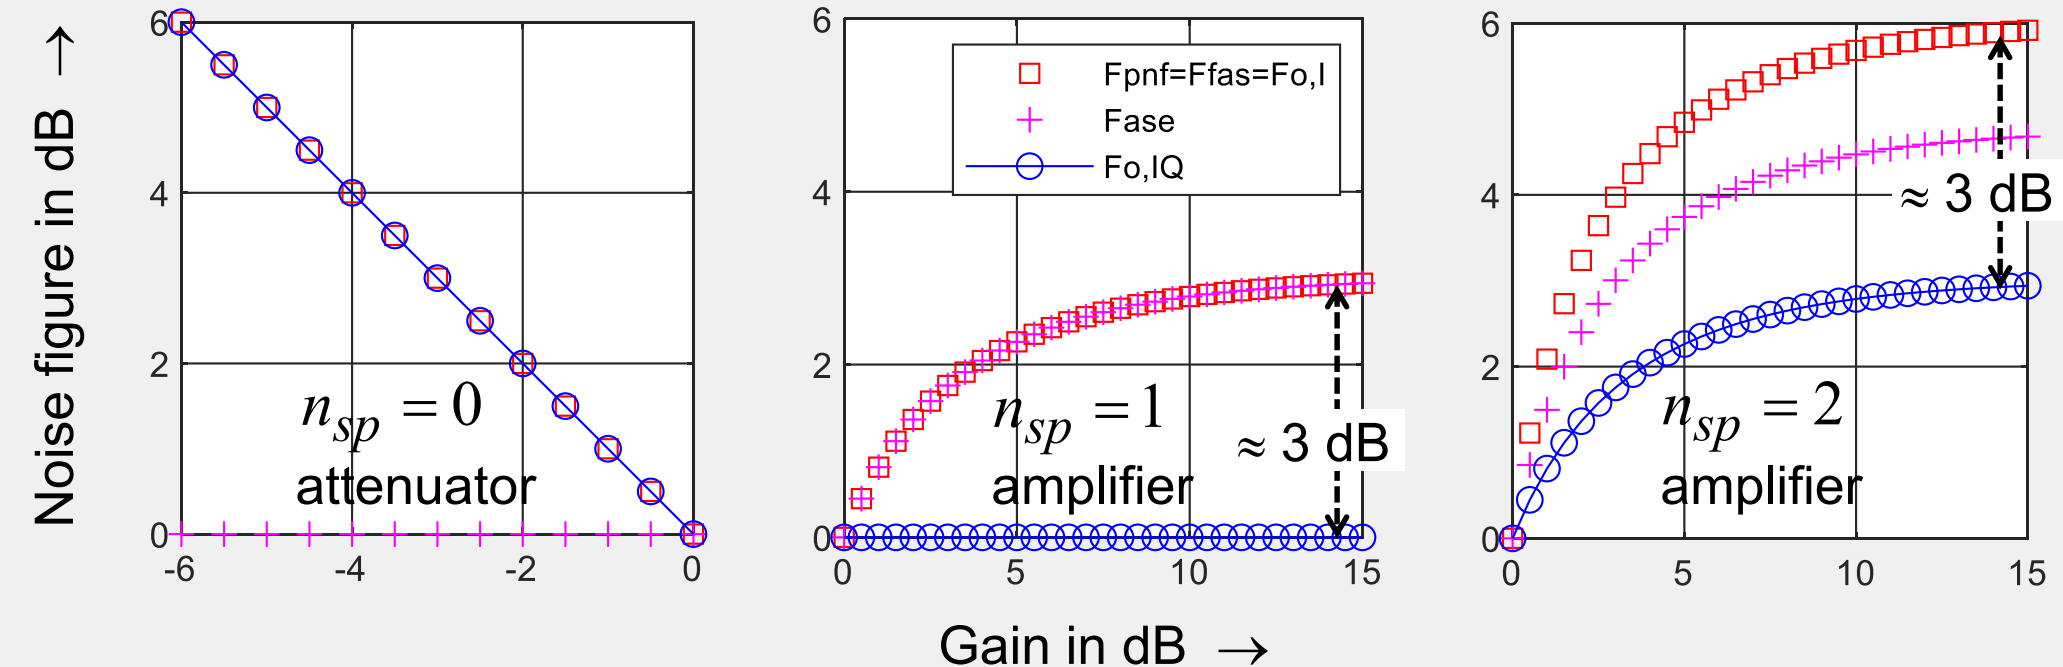 Noise figure in dB →
6
4
2
0
-6
-4
-2
0
n_sp = 0
attenuator
6
4
2
0
0
5
10
15
Fpnf=Ffas=Fo,I
Fase
Fo,IQ
n_sp = 1
≈ 3 dB
amplifier
6
4
2
0
0
5
10
15
≈ 3 dB
n_sp = 2
amplifier
Gain in dB →